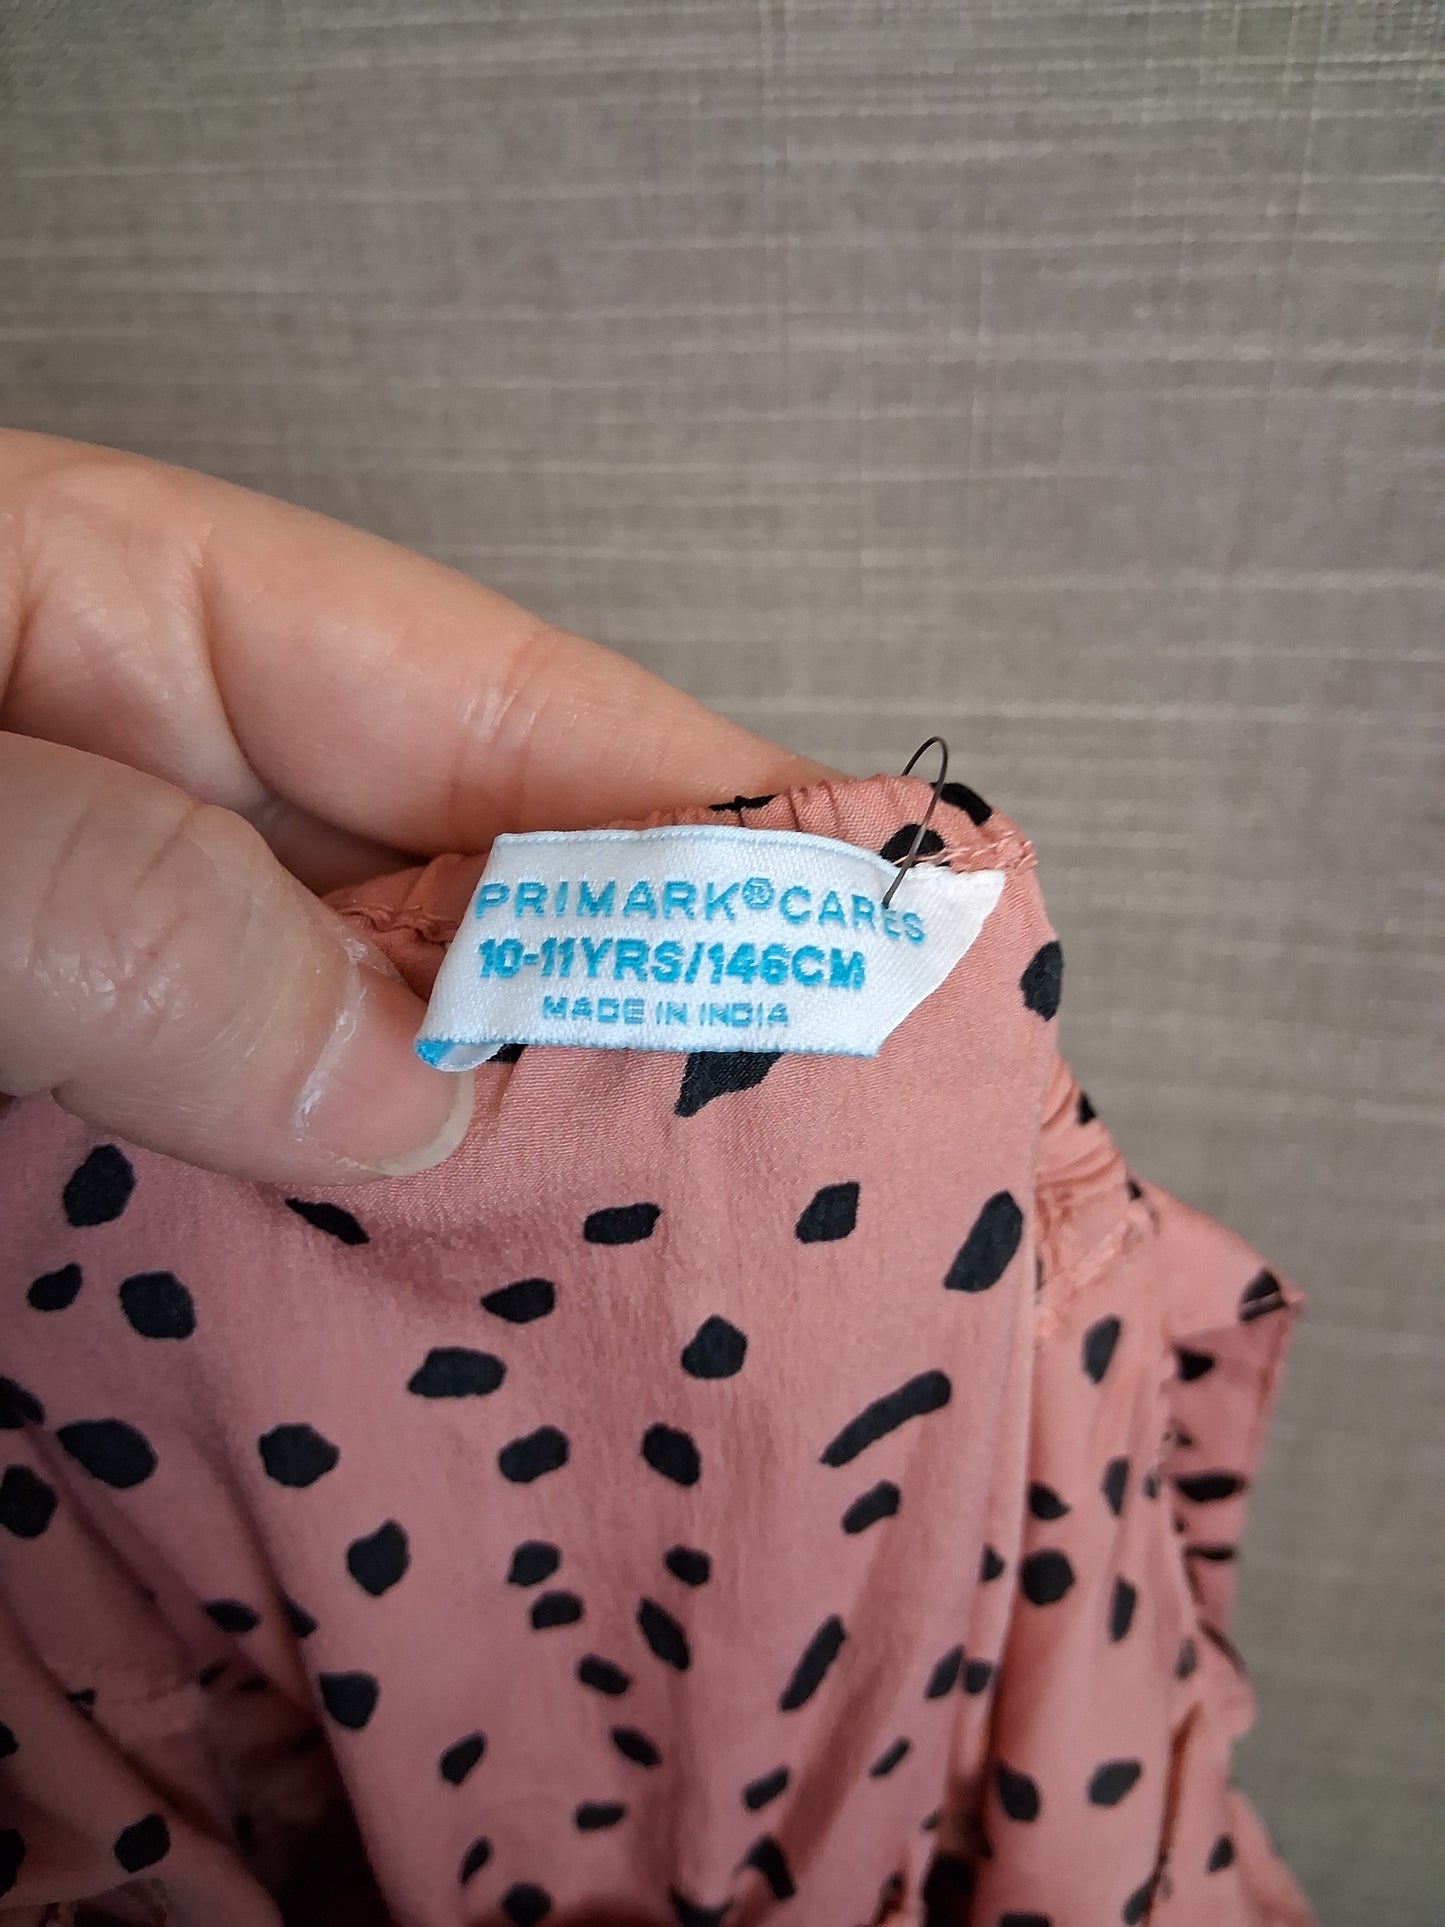 PRIMARK® CARES
10-11YRS/146CM
MADE IN INDIA